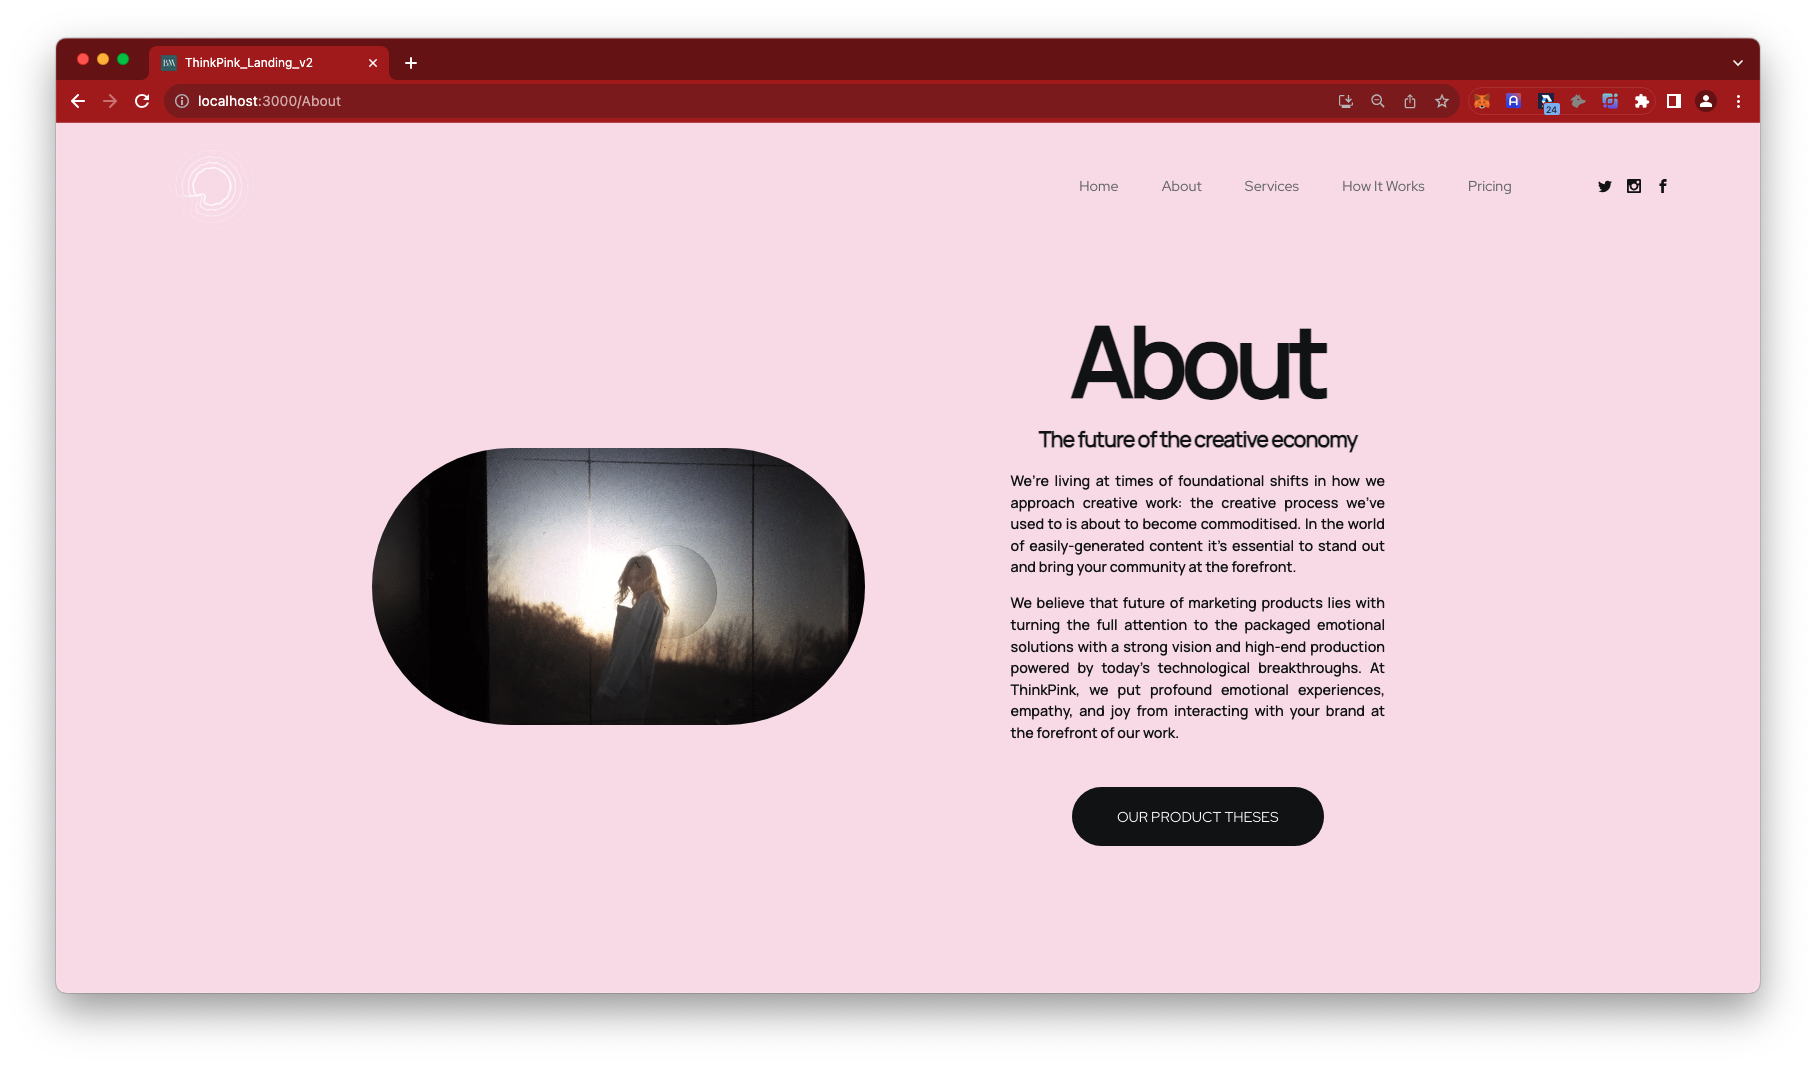 ThinkPink_Landing_v2
localhost:3000/About
24
Home About Services How It Works Pricing
About
The future of the creative economy
We're living at times of foundational shifts in how we
approach creative work: the creative process we've
used to is about to become commoditised. In the world
of easily-generated content it's essential to stand out
and bring your community at the forefront.
We believe that future of marketing products lies with
turning the full attention to the packaged emotional
solutions with a strong vision and high-end production
powered by today's technological breakthroughs. At
ThinkPink, we put profound emotional experiences,
empathy, and joy from interacting with your brand at
the forefront of our work.
OUR PRODUCT THESES